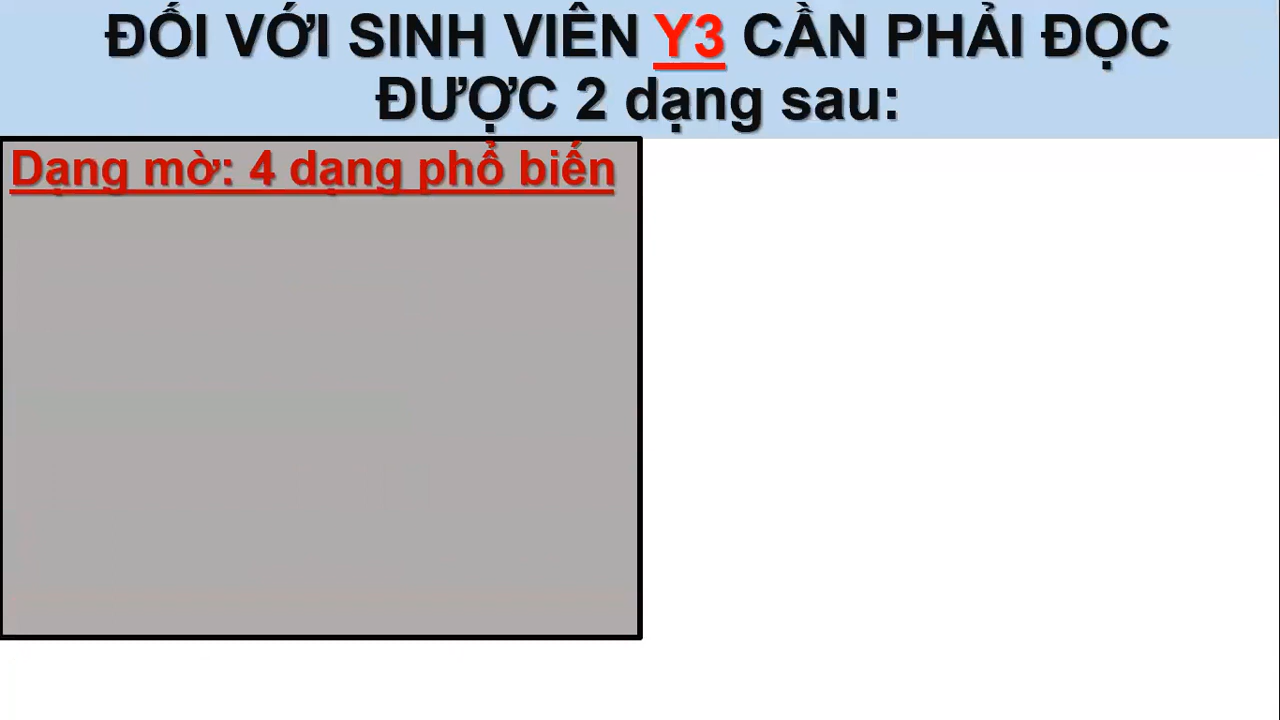 ĐỐI VỚI SINH VIÊN Y3 CẦN PHẢI ĐỌC
ĐƯỢC 2 dạng sau:
Dạng mờ: 4 dạng phổ biến